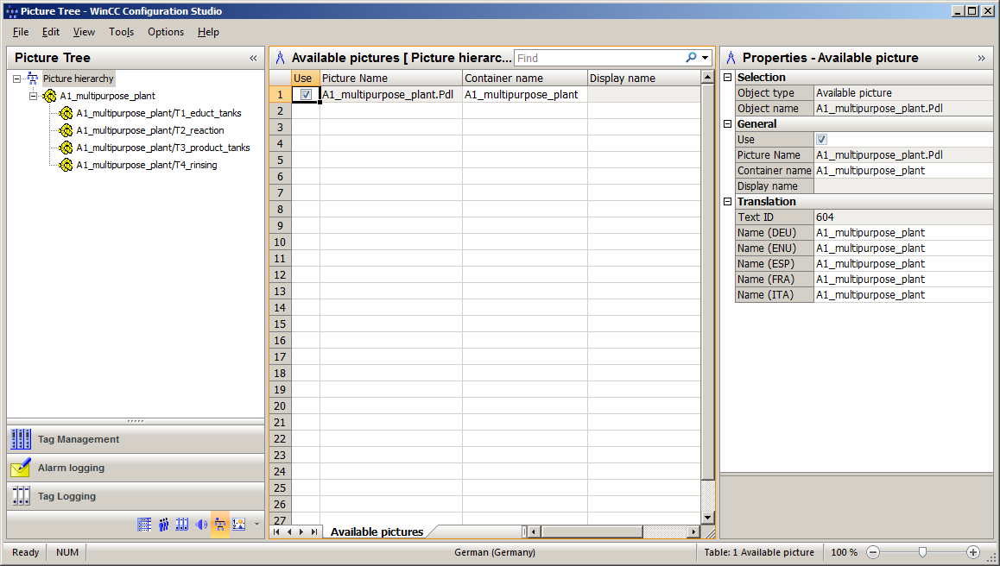 Picture Tree - WinCC Configuration Studio
File Edit View Tools Options Help
Picture Tree «
Picture hierarchy
A1_multipurpose_plant
A1_multipurpose_plant/T1_educt_tanks
A1_multipurpose_plant/T2_reaction
A1_multipurpose_plant/T3_product_tanks
A1_multipurpose_plant/T4_rinsing
Tag Management
Alarm logging
Tag Logging
Available pictures [ Picture hierarc... Find
Use Picture Name Container name Display name
1 A1_multipurpose_plant.Pdl A1_multipurpose_plant
2
3
4
5
6
7
8
9
10
11
12
13
14
15
16
17
18
19
20
21
22
23
24
25
26
27
Available pictures
Properties - Available picture »
Selection
Object type Available picture
Object name A1_multipurpose_plant.Pdl
General
Use
Picture Name A1_multipurpose_plant.Pdl
Container name A1_multipurpose_plant
Display name
Translation
Text ID 604
Name (DEU) A1_multipurpose_plant
Name (ENU) A1_multipurpose_plant
Name (ESP) A1_multipurpose_plant
Name (FRA) A1_multipurpose_plant
Name (ITA) A1_multipurpose_plant
Ready NUM German (Germany) Table: 1 Available picture 100 %